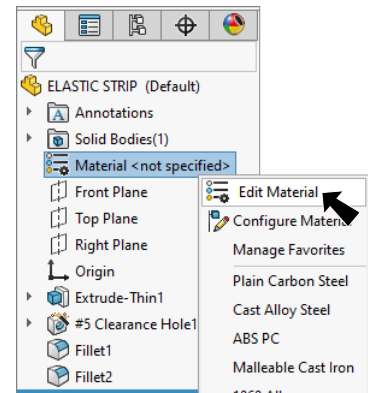 ELASTIC STRIP (Default)
A Annotations
Solid Bodies(1)
Material <not specified>
Front Plane
Top Plane
Right Plane
Origin
Extrude-Thin1
#5 Clearance Hole1
Fillet1
Fillet2
Edit Material
Configure Material
Manage Favorites
Plain Carbon Steel
Cast Alloy Steel
ABS PC
Malleable Cast Iron